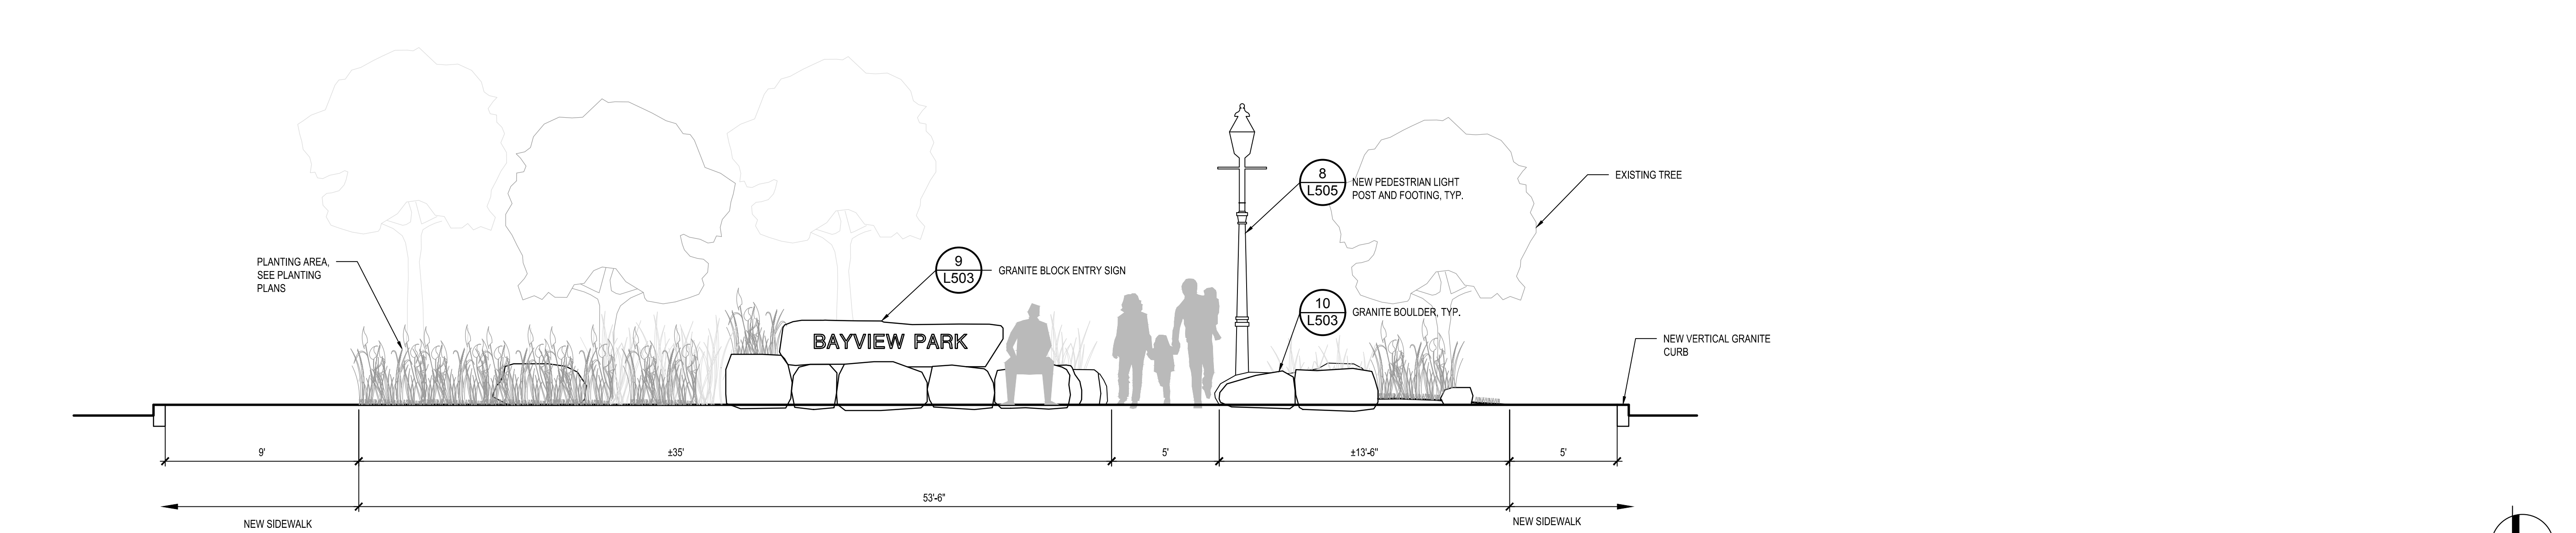 8
L505
NEW PEDESTRIAN LIGHT
POST AND FOOTING, TYP.
EXISTING TREE
PLANTING AREA,
SEE PLANTING
PLANS
9
L503
GRANITE BLOCK ENTRY SIGN
10
L503
GRANITE BOULDER, TYP.
BAYVIEW PARK
NEW VERTICAL GRANITE
CURB
9'
±35'
5'
±13'-6"
5'
53'-6"
NEW SIDEWALK
NEW SIDEWALK